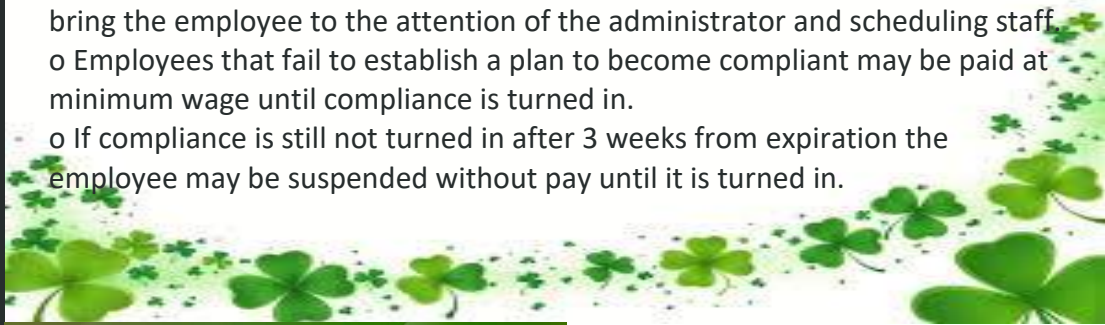 bring the employee to the attention of the administrator and scheduling staff.
o Employees that fail to establish a plan to become compliant may be paid at
minimum wage until compliance is turned in.
o If compliance is still not turned in after 3 weeks from expiration the
employee may be suspended without pay until it is turned in.